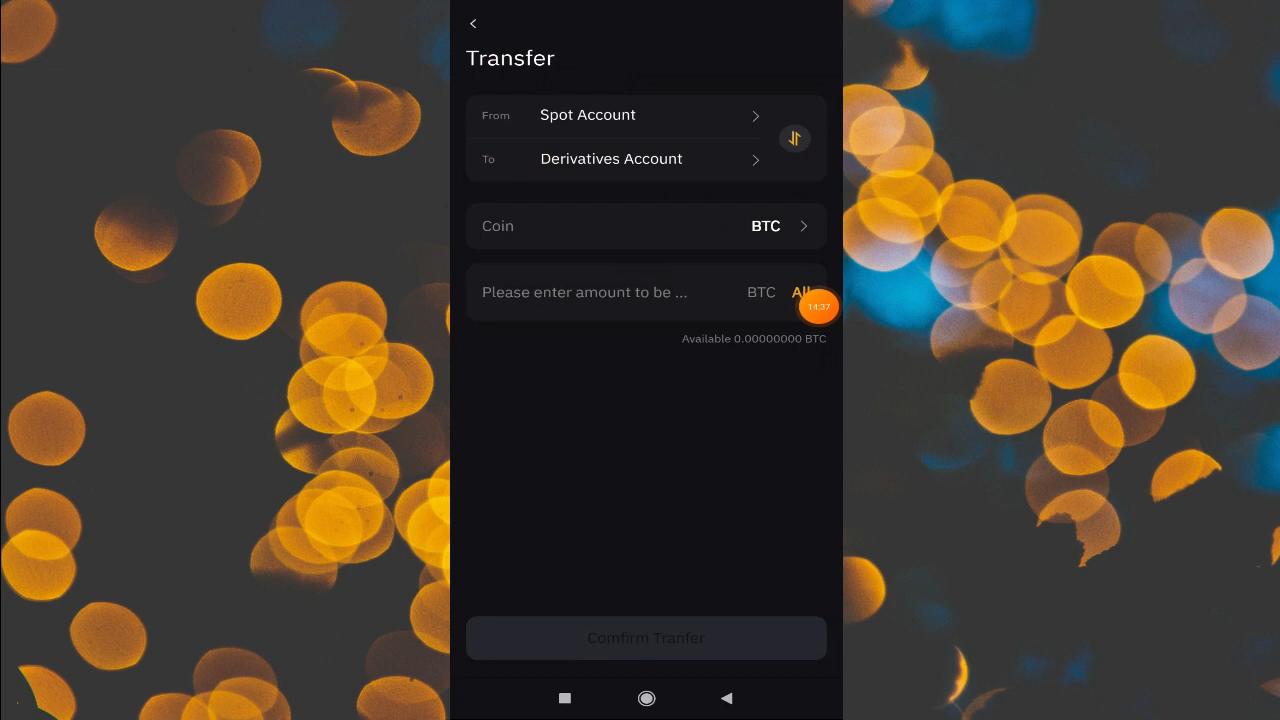 Transfer
From Spot Account
To Derivatives Account
Coin BTC
Please enter amount to be ... BTC All
14:37
Available 0.00000000 BTC
Comfirm Tranfer